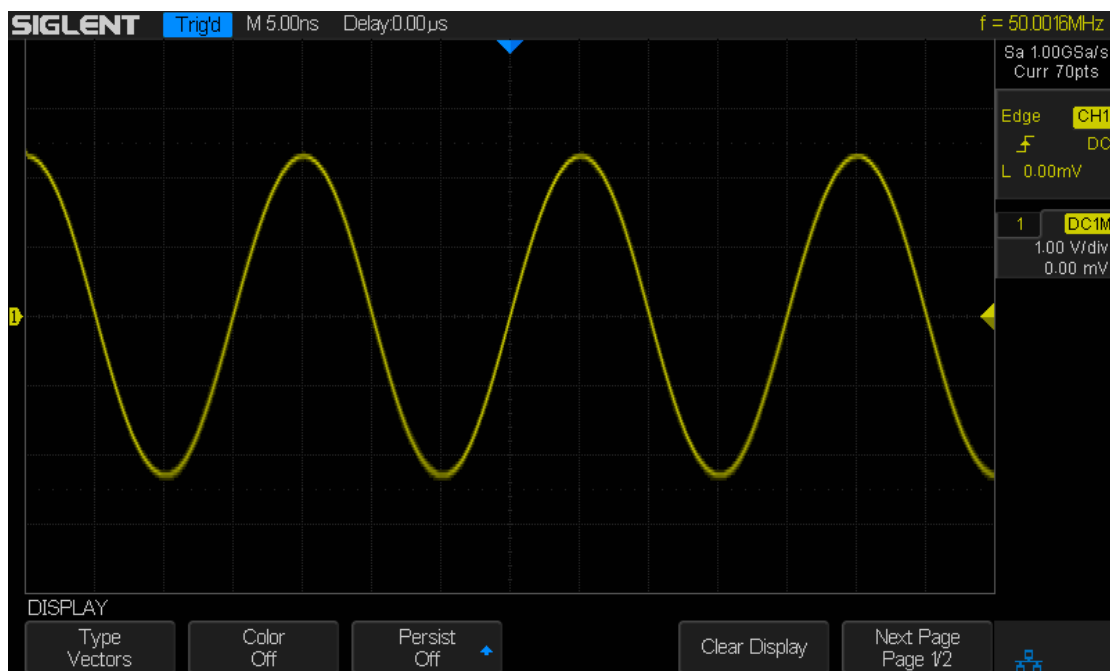 SIGLENT Trig'd M 5.00ns Delay:0.00µs f = 50.0016MHz
Sa 1.00GSa/s
Curr 70pts
Edge CH1
DC
L 0.00mV
1 DC1M
1.00 V/div
0.00 mV
1
DISPLAY
Type
Vectors
Color
Off
Persist
Off
Clear Display
Next Page
Page 1/2